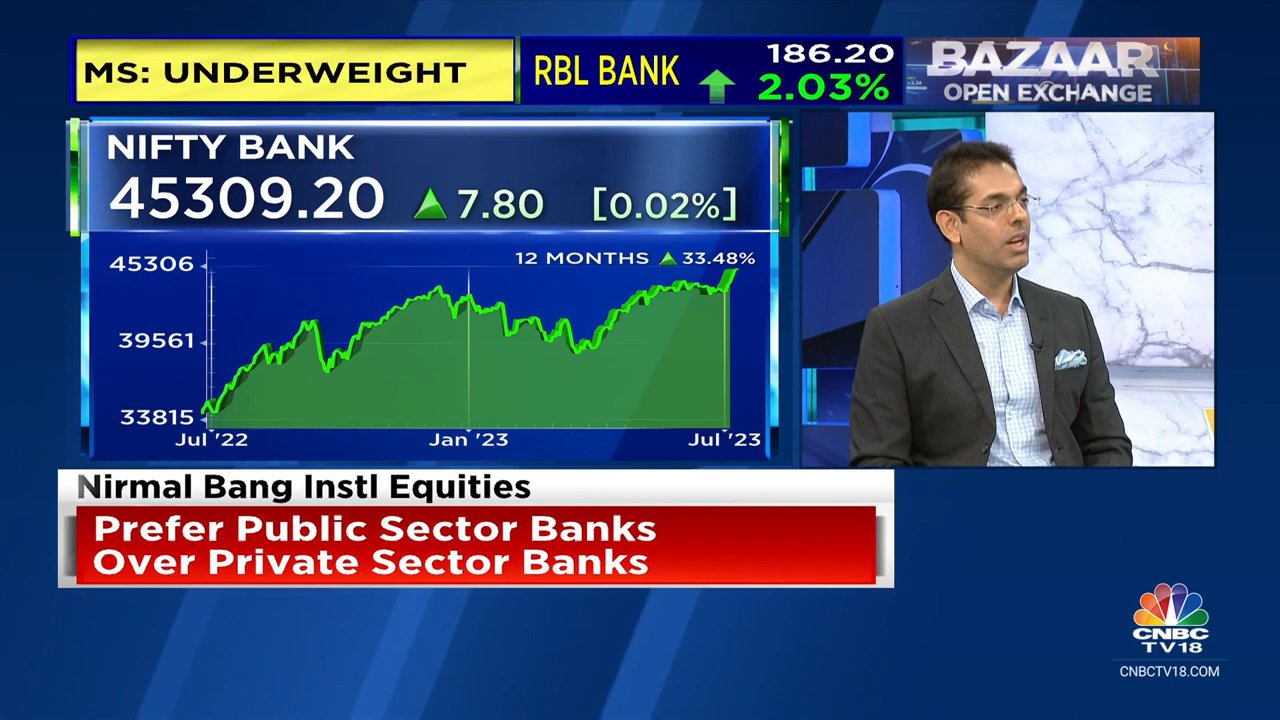 MS: UNDERWEIGHT
RBL BANK
186.20
2.03%
BAZAAR
OPEN EXCHANGE
NIFTY BANK
45309.20 7.80 [0.02%]
12 MONTHS 33.48%
45306
39561
33815
Jul '22 Jan '23 Jul '23
Nirmal Bang Instl Equities
Prefer Public Sector Banks
Over Private Sector Banks
CNBC
TV18
CNBCTV18.COM